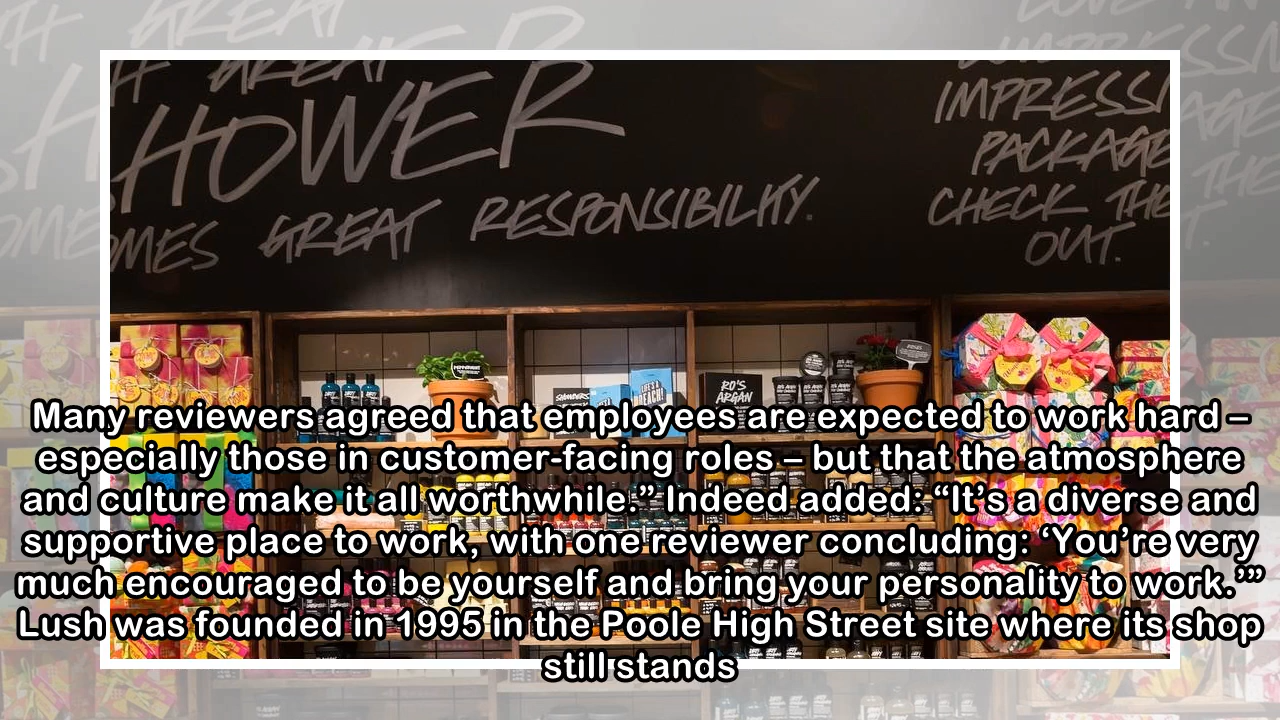 SHOWER
COMES GREAT RESPONSIBILITY.
IMPRESSI
PACKAGE
CHECK THE
OUT.
RO'S
ARGAN
Many reviewers agreed that employees are expected to work hard –
especially those in customer-facing roles – but that the atmosphere
and culture make it all worthwhile.” Indeed added: “It’s a diverse and
supportive place to work, with one reviewer concluding: ‘You’re very
much encouraged to be yourself and bring your personality to work.’”
Lush was founded in 1995 in the Poole High Street site where its shop
still stands